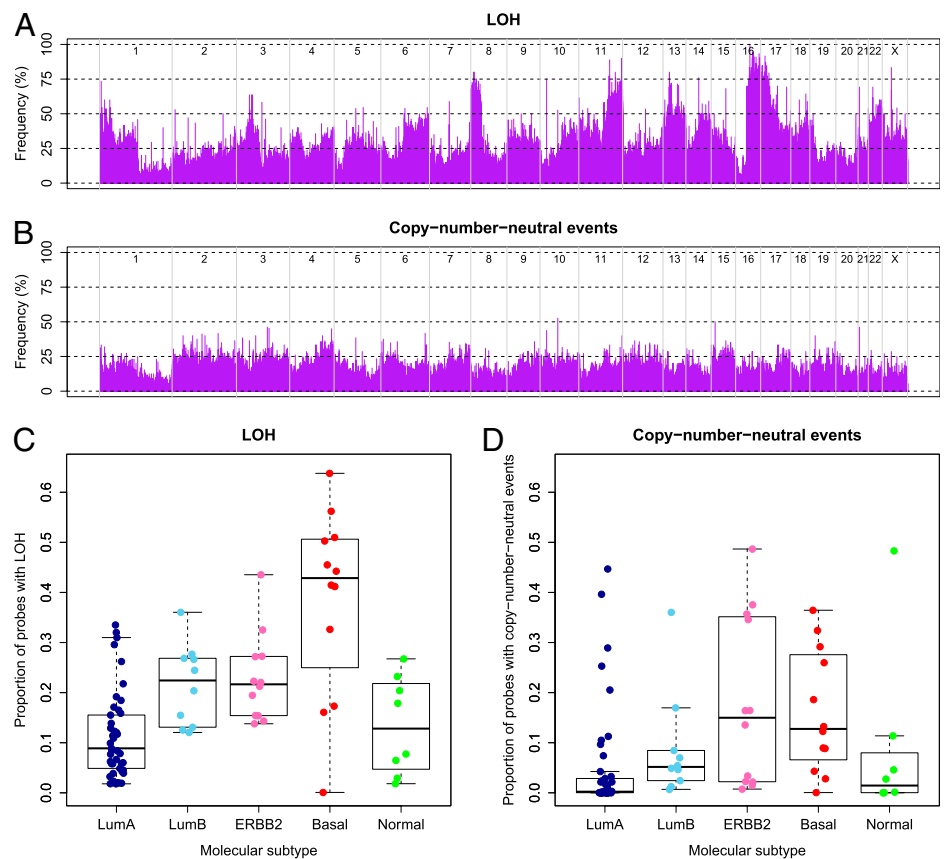 A
LOH
Frequency (%)
100
75
50
25
0
1 2 3 4 5 6 7 8 9 10 11 12 13 14 15 16 17 18 19 20 21 22 X
B
Copy−number−neutral events
Frequency (%)
100
75
50
25
0
1 2 3 4 5 6 7 8 9 10 11 12 13 14 15 16 17 18 19 20 21 22 X
C
LOH
Proportion of probes with LOH
0.6
0.5
0.4
0.3
0.2
0.1
0.0
LumA LumB ERBB2 Basal Normal
Molecular subtype
D
Copy−number−neutral events
Proportion of probes with copy−number−neutral events
0.6
0.5
0.4
0.3
0.2
0.1
0.0
LumA LumB ERBB2 Basal Normal
Molecular subtype